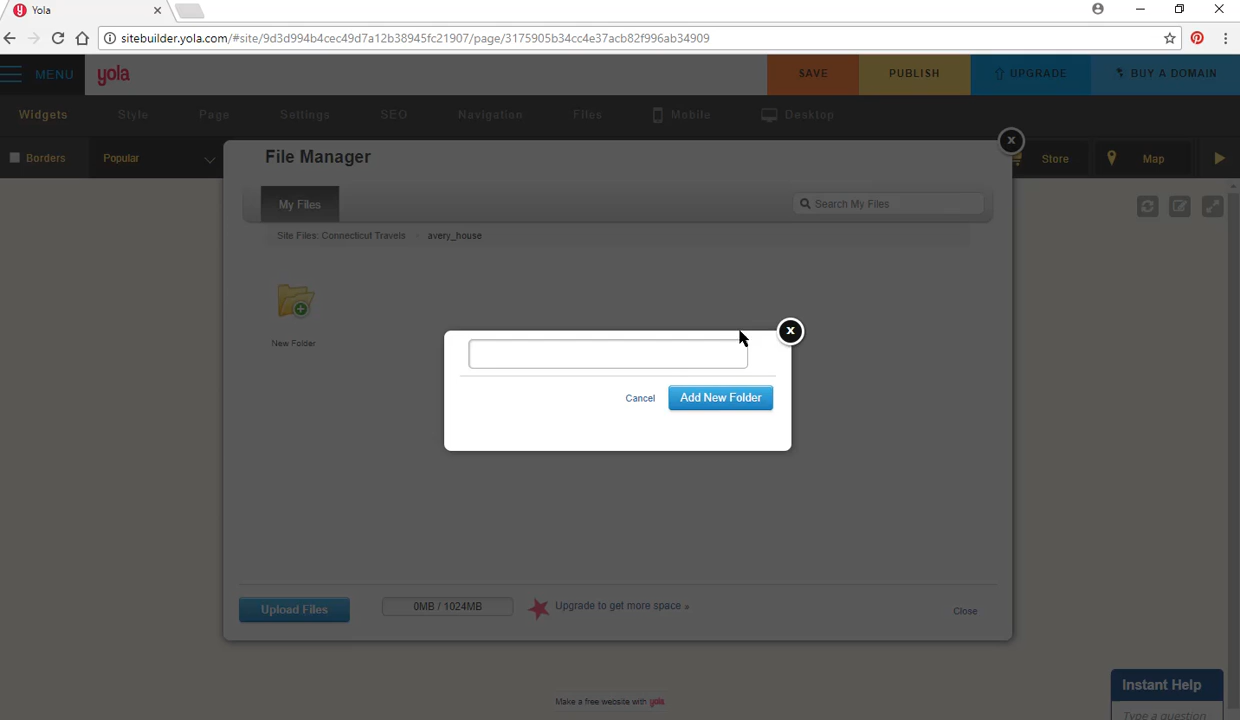 Yola
sitebuilder.yola.com/#site/9d3d994b4cec49d7a12b38945fc21907/page/3175905b34cc4e37acb82f996ab34909
MENU yola SAVE PUBLISH UPGRADE BUY A DOMAIN
Widgets Style Page Settings SEO Navigation Files Mobile Desktop
Borders Popular Store Map
File Manager
My Files Search My Files
Site Files: Connecticut Travels avery_house
New Folder
Cancel Add New Folder
Upload Files 0MB / 1024MB Upgrade to get more space »
Close
Make a free website with yola
Instant Help
Type a question